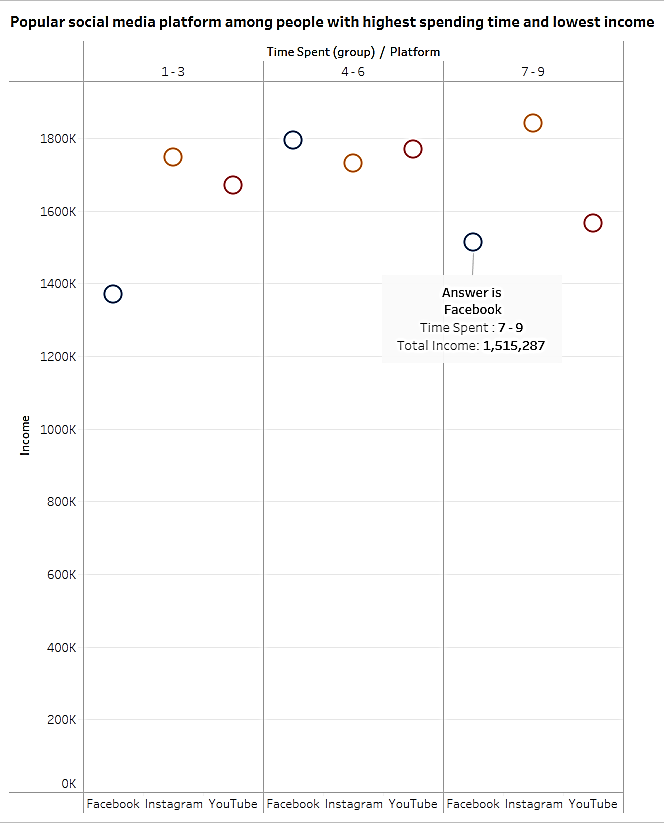 Popular social media platform among people with highest spending time and lowest income
Time Spent (group) / Platform
1 - 3
4 - 6
7 - 9
1800K
1600K
1400K
1200K
1000K
800K
600K
400K
200K
0K
Income
Answer is
Facebook
Time Spent : 7 - 9
Total Income: 1,515,287
Facebook Instagram YouTube Facebook Instagram YouTube Facebook Instagram YouTube